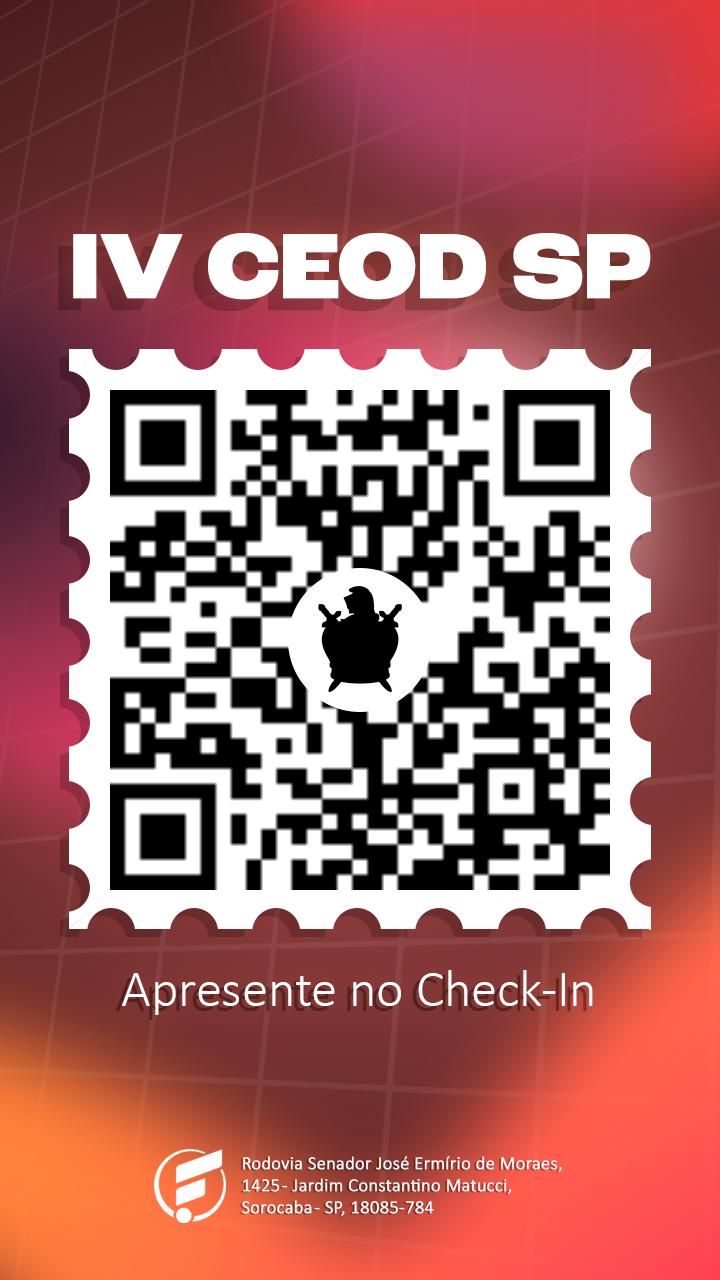 IV CEOD SP
Apresente no Check-In
Rodovia Senador José Ermírio de Moraes,
1425- Jardim Constantino Matucci,
Sorocaba- SP, 18085-784